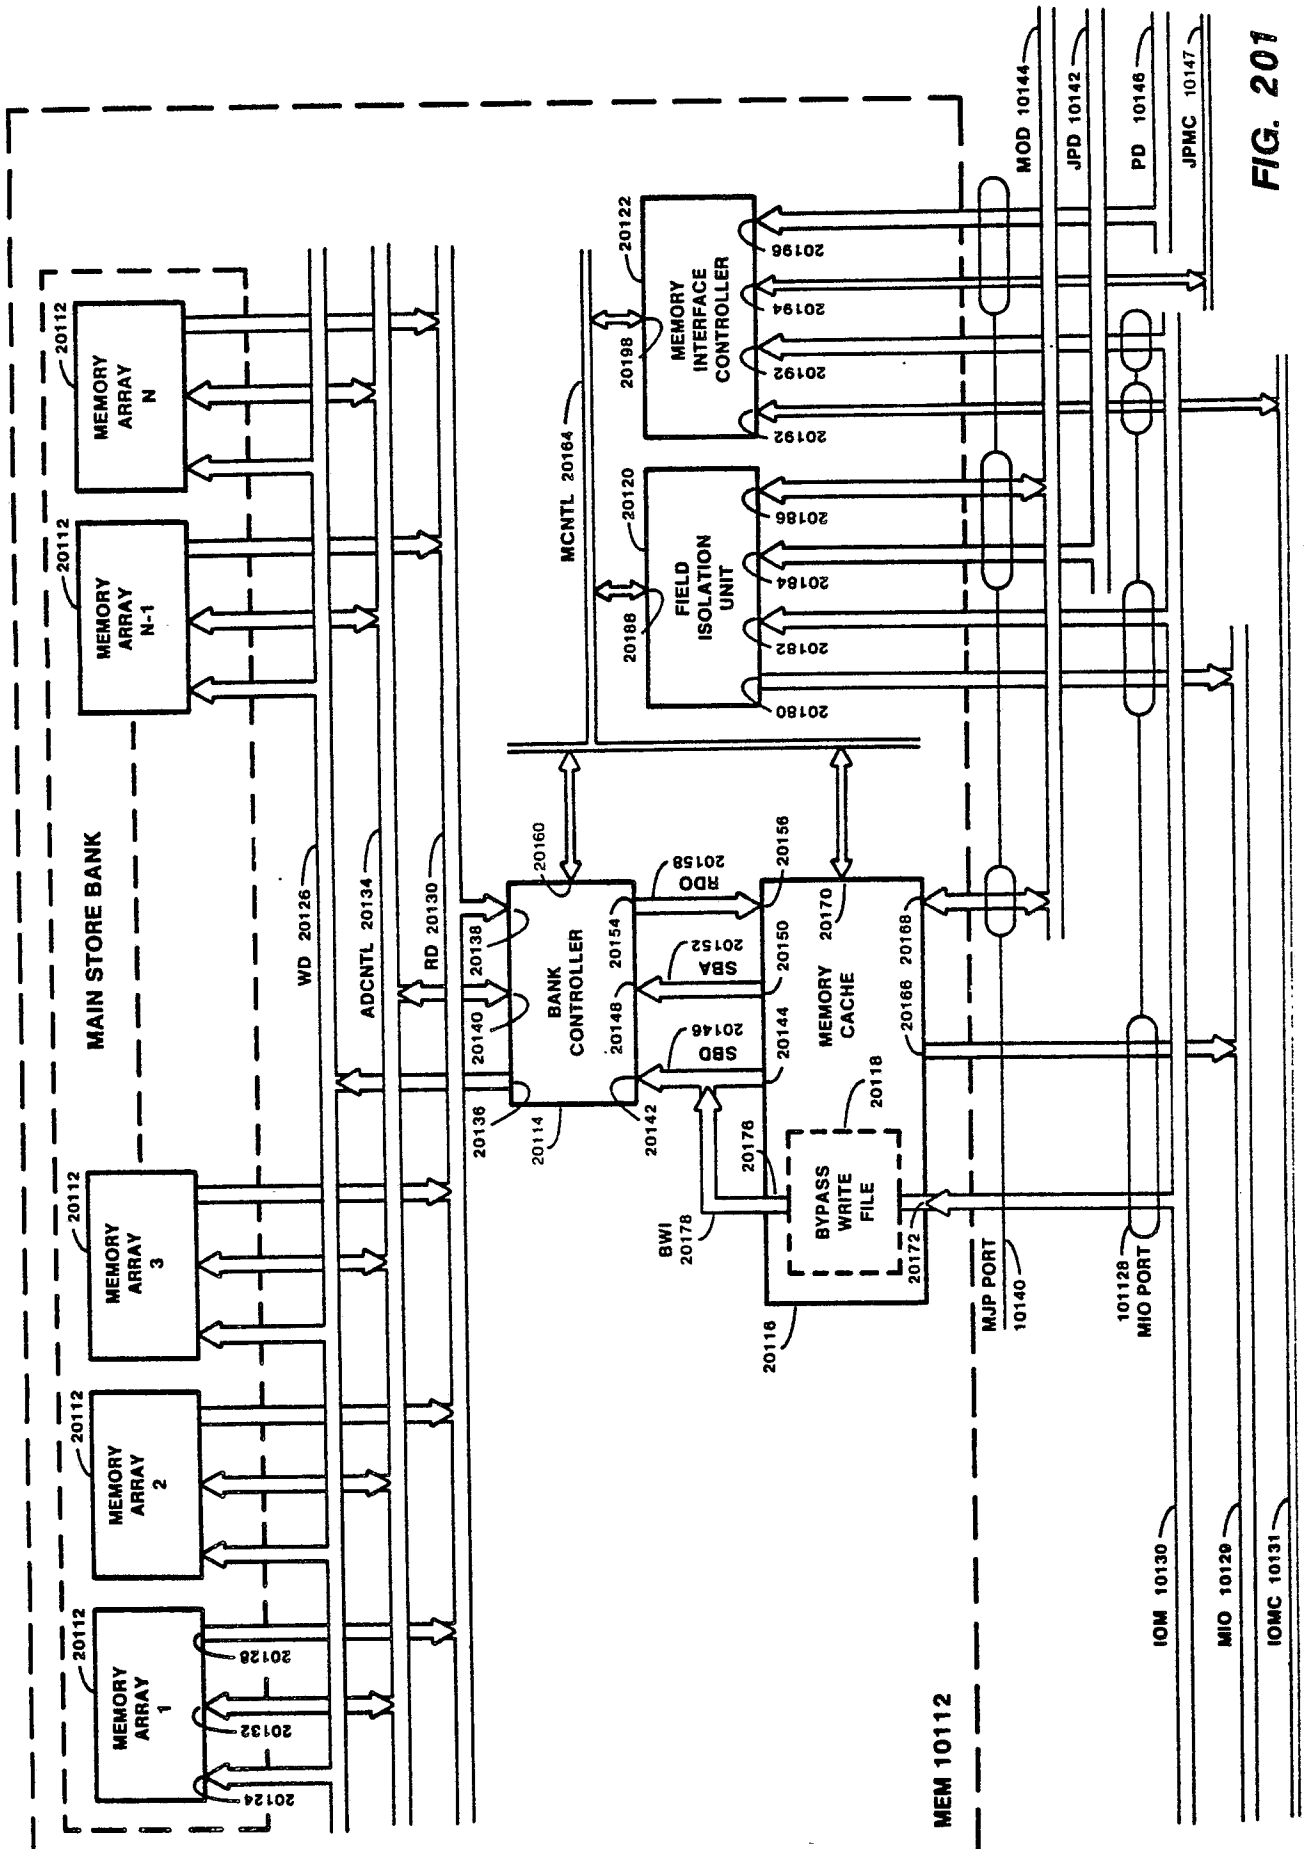 MAIN STORE BANK
20112
MEMORY
ARRAY
1
20124
20132
20128
20112
MEMORY
ARRAY
2
20112
MEMORY
ARRAY
3
20112
MEMORY
ARRAY
N-1
20112
MEMORY
ARRAY
N
WD 20126
ADCNTL 20134
RD 20130
20136
20140
20138
20160
20114
BANK
CONTROLLER
20142
20148
20154
SBD
20146
SBA
20152
RDO
20158
BWI
20178
20176
20144
20150
20156
20116
MEMORY
CACHE
20118
BYPASS
WRITE
FILE
20172
20166
20168
20170
MCNTL 20164
20188
20120
FIELD
ISOLATION
UNIT
20180
20182
20184
20186
20198
20122
MEMORY
INTERFACE
CONTROLLER
20192
20192
20194
20196
MEM 10112
MJP PORT
10140
101128
MIO PORT
MOD 10144
JPD 10142
PD 10146
JPMC 10147
IOM 10130
MIO 10129
IOMC 10131
FIG. 201